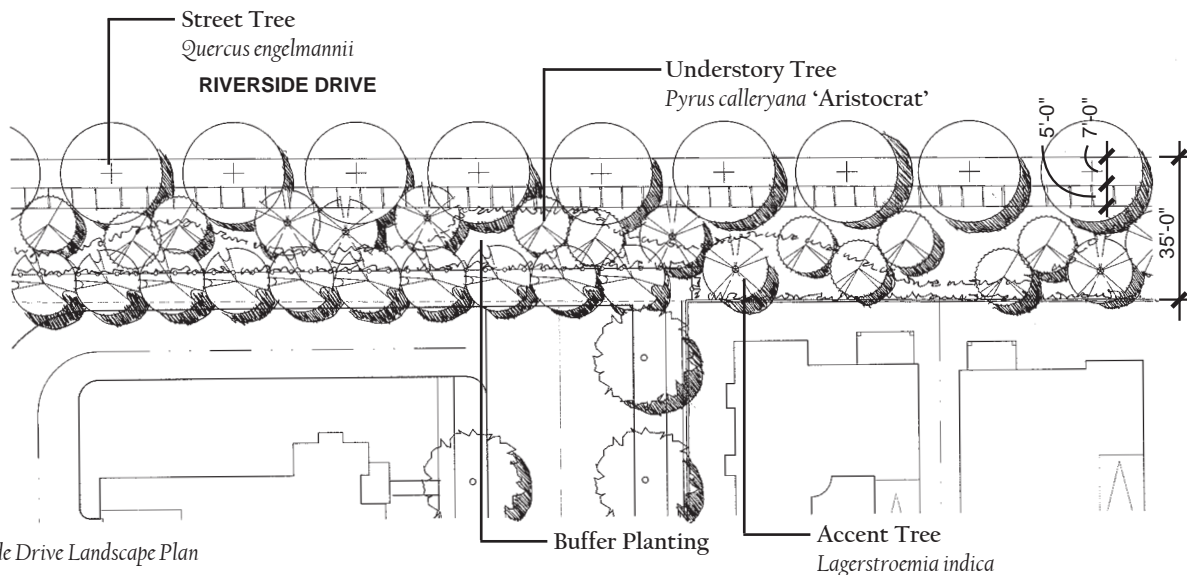 Street Tree
Quercus engelmannii
RIVERSIDE DRIVE
Understory Tree
Pyrus calleryana ‘Aristocrat’
5'-0"
7'-0"
35'-0"
Buffer Planting
Accent Tree
Lagerstroemia indica
Drive Landscape Plan